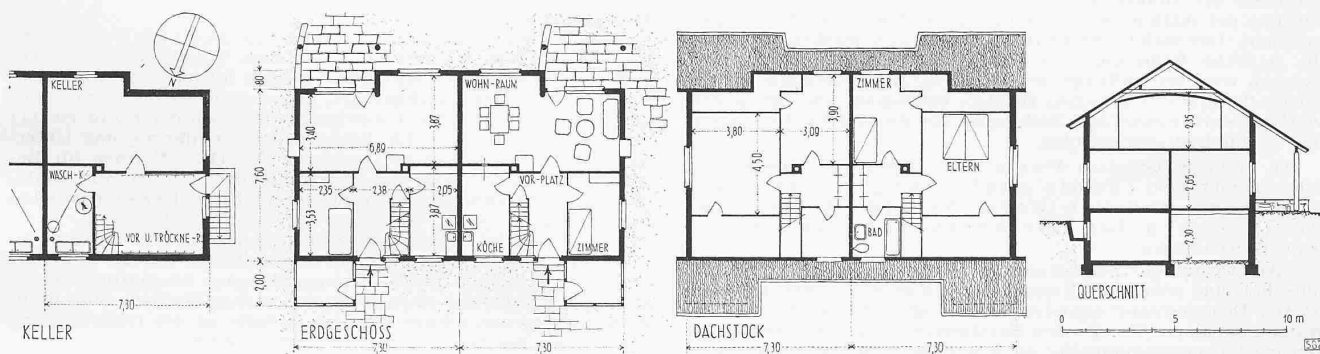 N
KELLER
WASCH-K.
VOR U. TRÖCKNE-R.
7,30
KELLER
80
7,60
2,00
3,40
3,87
6,80
2,35
2,38
2,05
3,53
3,87
WOHN-RAUM
VOR-PLATZ
KÜCHE
ZIMMER
ERDGESCHOSS
7,30
7,30
ZIMMER
3,80
3,09
3,90
4,50
ELTERN
BAD
DACHSTOCK
7,30
7,30
2,35
2,65
2,30
QUERSCHNITT
0 5 10 m